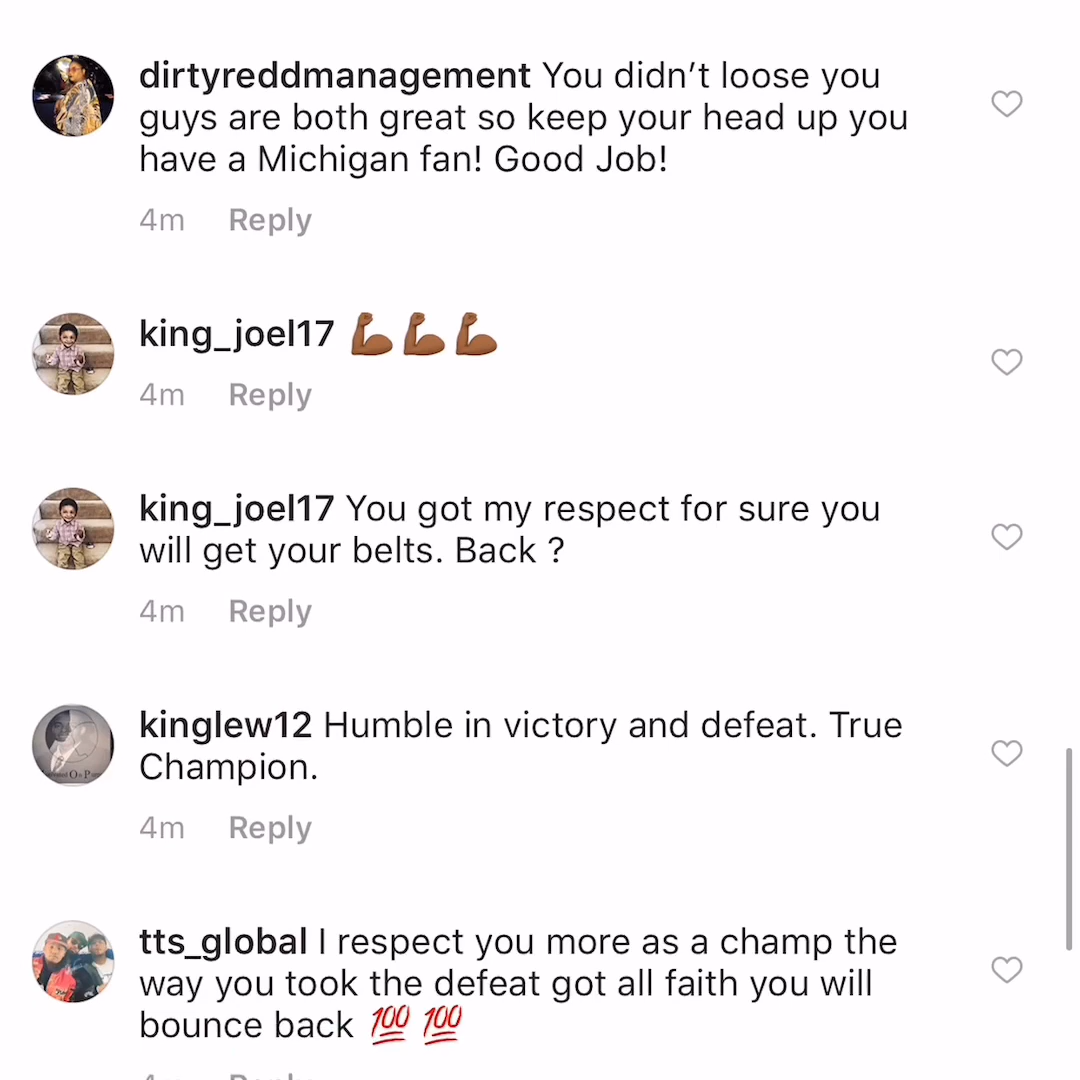 dirtyreddmanagement You didn’t loose you
guys are both great so keep your head up you
have a Michigan fan! Good Job!
4m Reply
king_joel17 💪🏾💪🏾💪🏾
4m Reply
king_joel17 You got my respect for sure you
will get your belts. Back ?
4m Reply
kinglew12 Humble in victory and defeat. True
Champion.
4m Reply
tts_global I respect you more as a champ the
way you took the defeat got all faith you will
bounce back 💯 💯